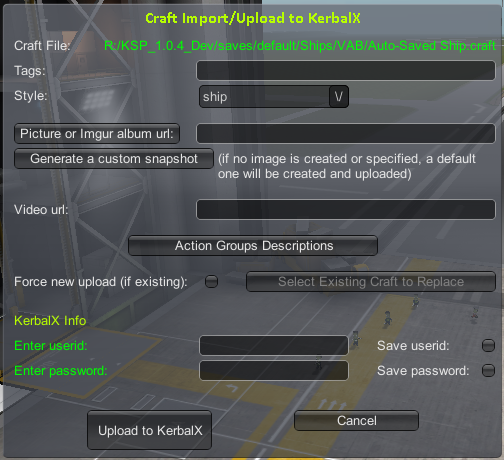 Craft Import/Upload to KerbalX
Craft File: R:/KSP_1.0.4_Dev/saves/default/Ships/VAB/Auto-Saved Ship.craft
Tags:
Style: ship \/
Picture or Imgur album url:
Generate a custom snapshot (if no image is created or specified, a default
one will be created and uploaded)
Video url:
Action Groups Descriptions
Force new upload (if existing): Select Existing Craft to Replace
KerbalX Info
Enter userid: Save userid:
Enter password: Save password:
Upload to KerbalX Cancel